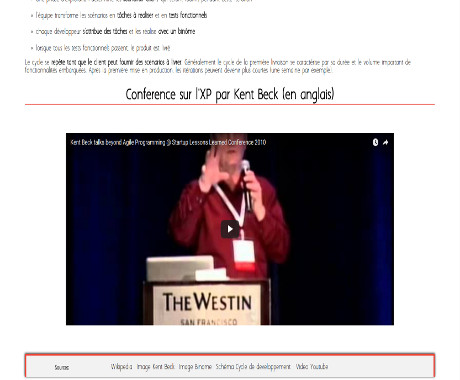 l'équipe transforme les scénarios en tâches à réaliser et en tests fonctionnels
chaque développeur s'attribue des tâches et les réalise avec un binôme
lorsque tous les tests fonctionnels passent, le produit est livré
Le cycle se répète tant que le client peut fournir des scénarios à livrer. Généralement le cycle de la première livraison se caractérise par sa durée et le volume important de
fonctionnalités embarquées. Après la première mise en production, les itérations peuvent devenir plus courtes (une semaine par exemple).
Conference sur l'XP par Kent Beck (en anglais)
Kent Beck talks beyond Agile Programming @ Startup Lessons Learned Conference 2010
THE WESTIN
SAN FRANCISCO
Sources: Wikipedia Image Kent Beck Image Binome Schéma Cycle de developpement Video Youtube